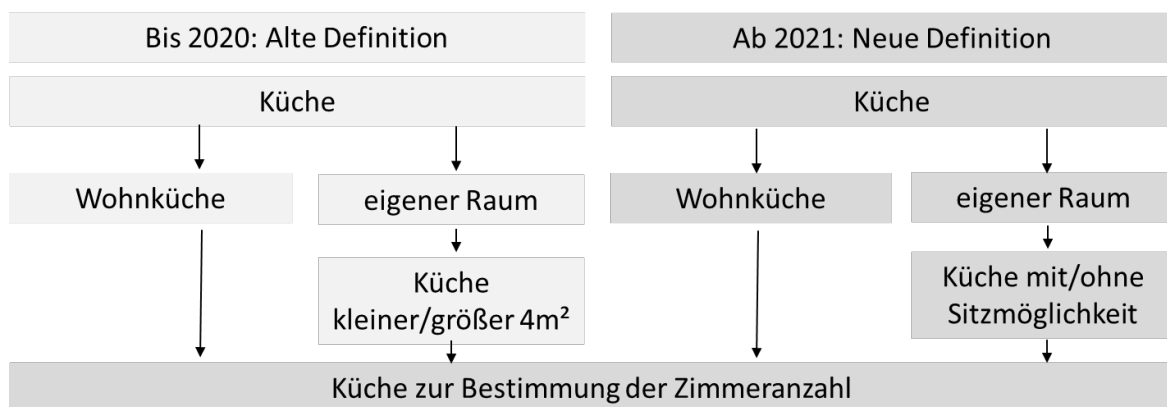 Bis 2020: Alte Definition
Küche
Wohnküche
eigener Raum
Küche
kleiner/größer 4m²
Ab 2021: Neue Definition
Küche
Wohnküche
eigener Raum
Küche mit/ohne
Sitzmöglichkeit
Küche zur Bestimmung der Zimmeranzahl